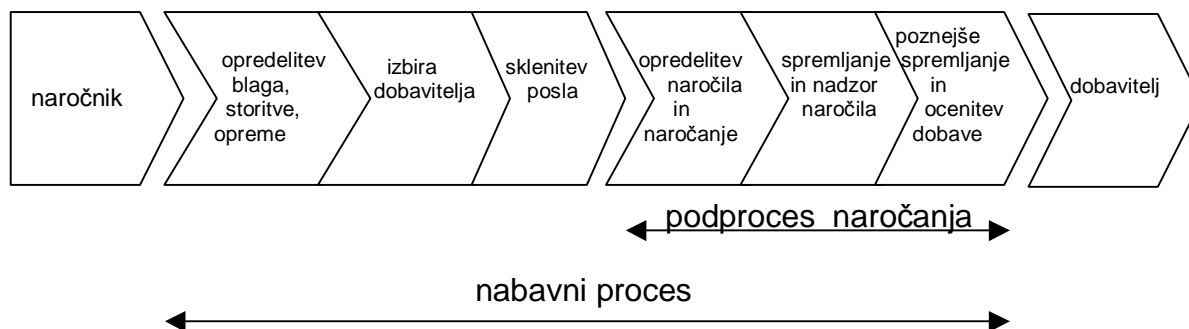 naročnik
opredelitev
blaga,
storitve,
opreme
izbira
dobavitelja
sklenitev
posla
opredelitev
naročila
in
naročanje
spremljanje
in nadzor
naročila
poznejše
spremljanje
in
ocenitev
dobave
dobavitelj
podproces naročanja
nabavni proces